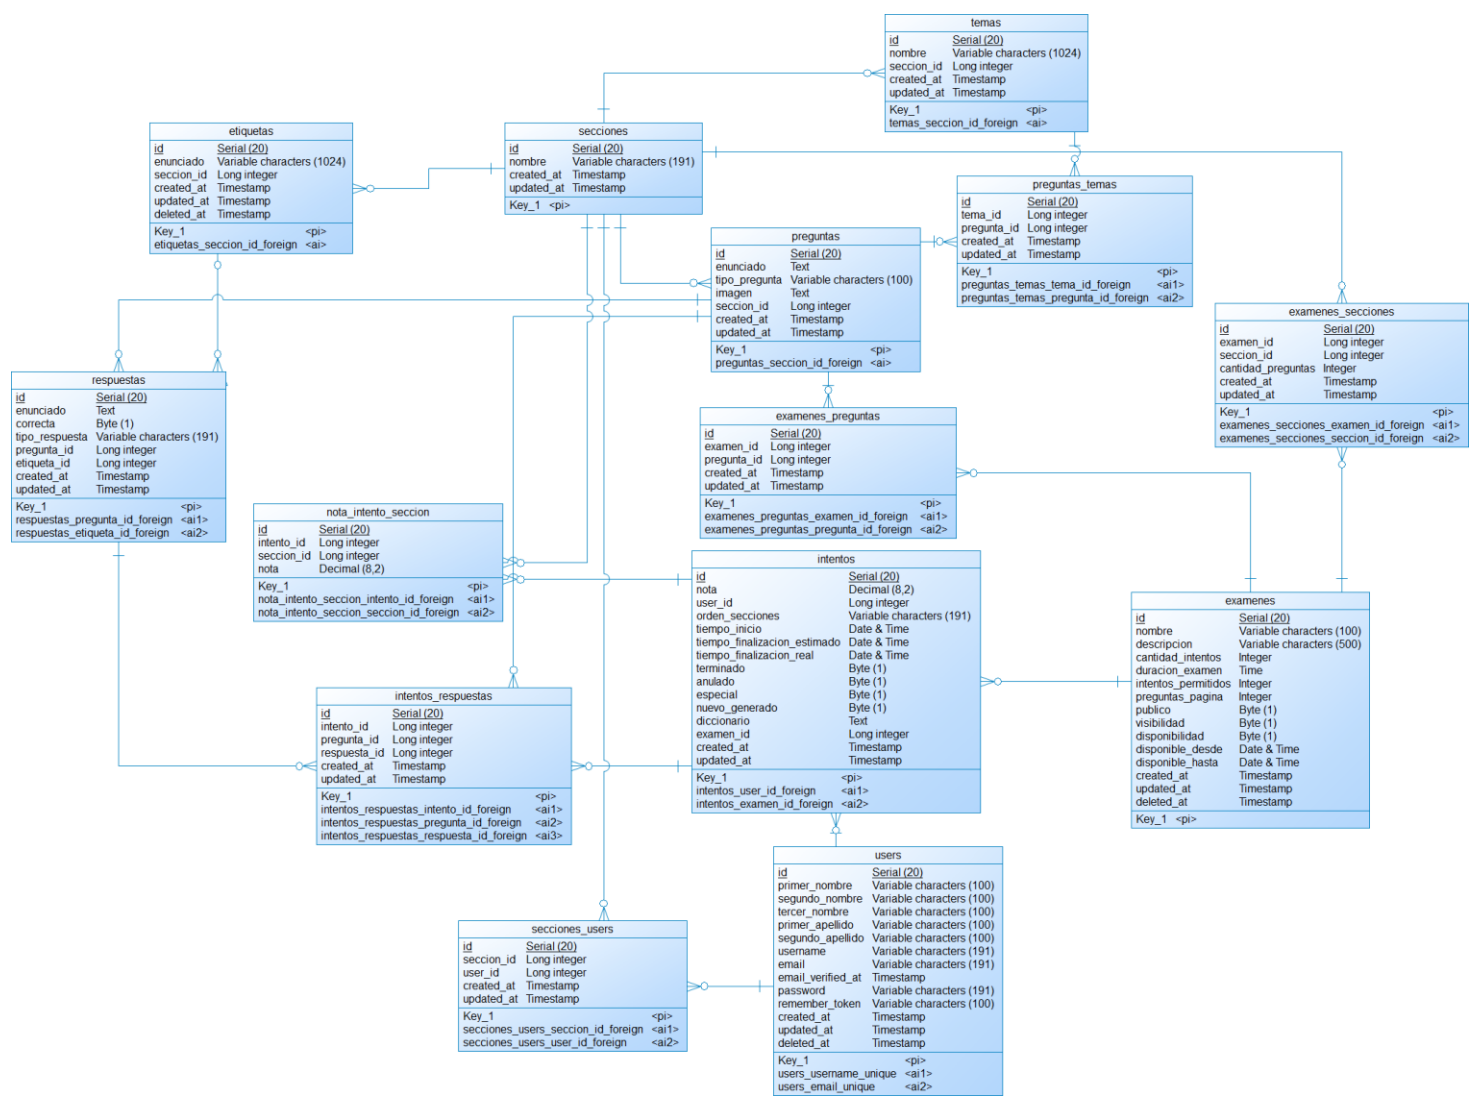 temas
id Serial (20)
nombre Variable characters (1024)
seccion_id Long integer
created_at Timestamp
updated_at Timestamp
Key_1 <pi>
temas_seccion_id_foreign <ai>
etiquetas
id Serial (20)
enunciado Variable characters (1024)
seccion_id Long integer
created_at Timestamp
updated_at Timestamp
deleted_at Timestamp
Key_1 <pi>
etiquetas_seccion_id_foreign <ai>
secciones
id Serial (20)
nombre Variable characters (191)
created_at Timestamp
updated_at Timestamp
Key_1 <pi>
preguntas_temas
id Serial (20)
tema_id Long integer
pregunta_id Long integer
created_at Timestamp
updated_at Timestamp
Key_1 <pi>
preguntas_temas_tema_id_foreign <ai1>
preguntas_temas_pregunta_id_foreign <ai2>
preguntas
id Serial (20)
enunciado Text
tipo_pregunta Variable characters (100)
imagen Text
seccion_id Long integer
created_at Timestamp
updated_at Timestamp
Key_1 <pi>
preguntas_seccion_id_foreign <ai>
examenes_secciones
id Serial (20)
examen_id Long integer
seccion_id Long integer
cantidad_preguntas Integer
created_at Timestamp
updated_at Timestamp
Key_1 <pi>
examenes_secciones_examen_id_foreign <ai1>
examenes_secciones_seccion_id_foreign <ai2>
respuestas
id Serial (20)
enunciado Text
correcta Byte (1)
tipo_respuesta Variable characters (191)
pregunta_id Long integer
etiqueta_id Long integer
created_at Timestamp
updated_at Timestamp
Key_1 <pi>
respuestas_pregunta_id_foreign <ai1>
respuestas_etiqueta_id_foreign <ai2>
examenes_preguntas
id Serial (20)
examen_id Long integer
pregunta_id Long integer
created_at Timestamp
updated_at Timestamp
Key_1 <pi>
examenes_preguntas_examen_id_foreign <ai1>
examenes_preguntas_pregunta_id_foreign <ai2>
nota_intento_seccion
id Serial (20)
intento_id Long integer
seccion_id Long integer
nota Decimal (8,2)
Key_1 <pi>
nota_intento_seccion_intento_id_foreign <ai1>
nota_intento_seccion_seccion_id_foreign <ai2>
intentos
id Serial (20)
nota Decimal (8,2)
user_id Long integer
orden_secciones Variable characters (191)
tiempo_inicio Date & Time
tiempo_finalizacion_estimado Date & Time
tiempo_finalizacion_real Date & Time
terminado Byte (1)
anulado Byte (1)
especial Byte (1)
nuevo_generado Byte (1)
diccionario Text
examen_id Long integer
created_at Timestamp
updated_at Timestamp
Key_1 <pi>
intentos_user_id_foreign <ai1>
intentos_examen_id_foreign <ai2>
examenes
id Serial (20)
nombre Variable characters (100)
descripcion Variable characters (500)
cantidad_intentos Integer
duracion_examen Time
intentos_permitidos Integer
preguntas_pagina Integer
publico Byte (1)
visibilidad Byte (1)
disponibilidad Byte (1)
disponible_desde Date & Time
disponible_hasta Date & Time
created_at Timestamp
updated_at Timestamp
deleted_at Timestamp
Key_1 <pi>
intentos_respuestas
id Serial (20)
intento_id Long integer
pregunta_id Long integer
respuesta_id Long integer
created_at Timestamp
updated_at Timestamp
Key_1 <pi>
intentos_respuestas_intento_id_foreign <ai1>
intentos_respuestas_pregunta_id_foreign <ai2>
intentos_respuestas_respuesta_id_foreign <ai3>
users
id Serial (20)
primer_nombre Variable characters (100)
segundo_nombre Variable characters (100)
tercer_nombre Variable characters (100)
primer_apellido Variable characters (100)
segundo_apellido Variable characters (100)
username Variable characters (191)
email Variable characters (191)
email_verified_at Timestamp
password Variable characters (191)
remember_token Variable characters (100)
created_at Timestamp
updated_at Timestamp
deleted_at Timestamp
Key_1 <pi>
users_username_unique <ai1>
users_email_unique <ai2>
secciones_users
id Serial (20)
seccion_id Long integer
user_id Long integer
created_at Timestamp
updated_at Timestamp
Key_1 <pi>
secciones_users_seccion_id_foreign <ai1>
secciones_users_user_id_foreign <ai2>